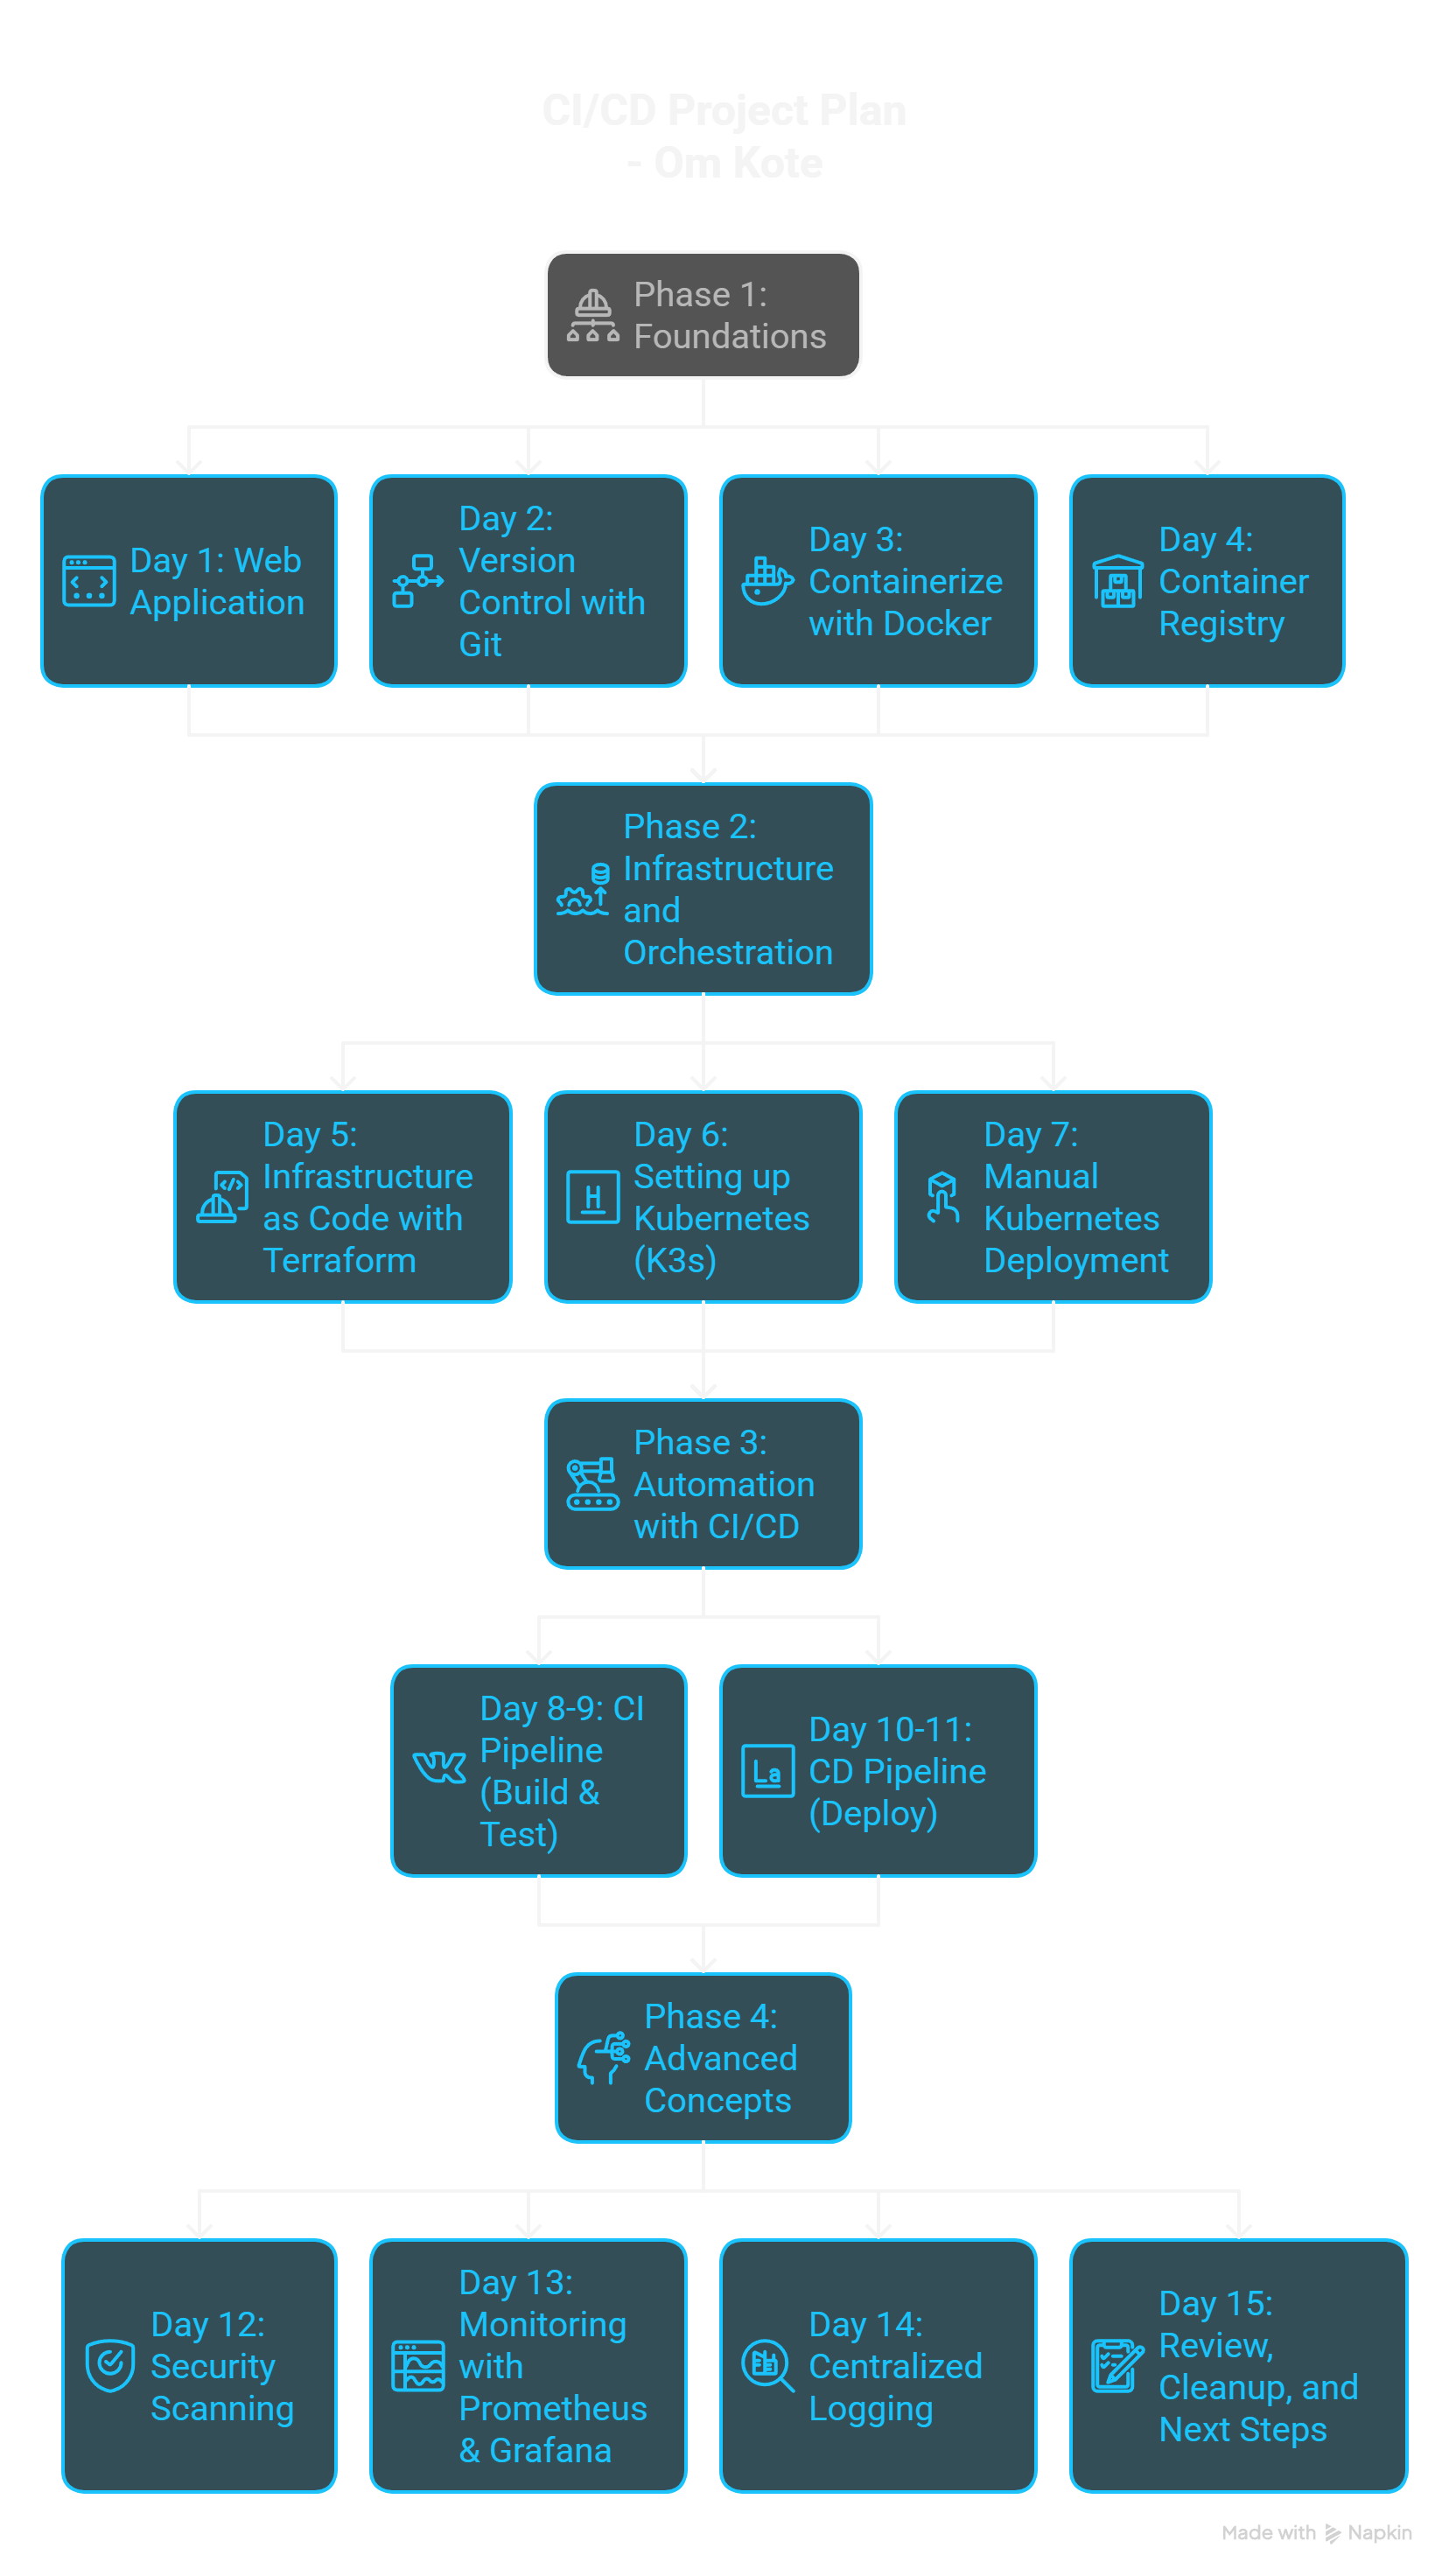 CI/CD Project Plan
- Om Kote
Phase 1:
Foundations
Day 1: Web
Application
Day 2:
Version
Control with
Git
Day 3:
Containerize
with Docker
Day 4:
Container
Registry
Phase 2:
Infrastructure
and
Orchestration
Day 5:
Infrastructure
as Code with
Terraform
H
Day 6:
Setting up
Kubernetes
(K3s)
Day 7:
Manual
Kubernetes
Deployment
Phase 3:
Automation
with CI/CD
Day 8-9: CI
Pipeline
(Build &
Test)
La
Day 10-11:
CD Pipeline
(Deploy)
Phase 4:
Advanced
Concepts
Day 12:
Security
Scanning
Day 13:
Monitoring
with
Prometheus
& Grafana
Day 14:
Centralized
Logging
Day 15:
Review,
Cleanup, and
Next Steps
Made with Napkin